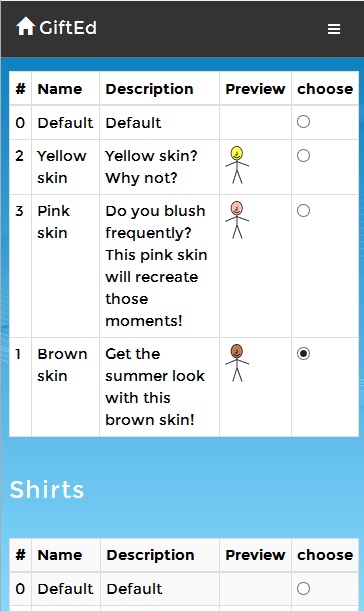 GiftEd
# Name Description Preview choose
0 Default Default
2 Yellow Yellow skin?
skin Why not?
3 Pink Do you blush
skin frequently?
This pink skin
will recreate
those
moments!
1 Brown Get the
skin summer look
with this
brown skin!
Shirts
# Name Description Preview choose
0 Default Default